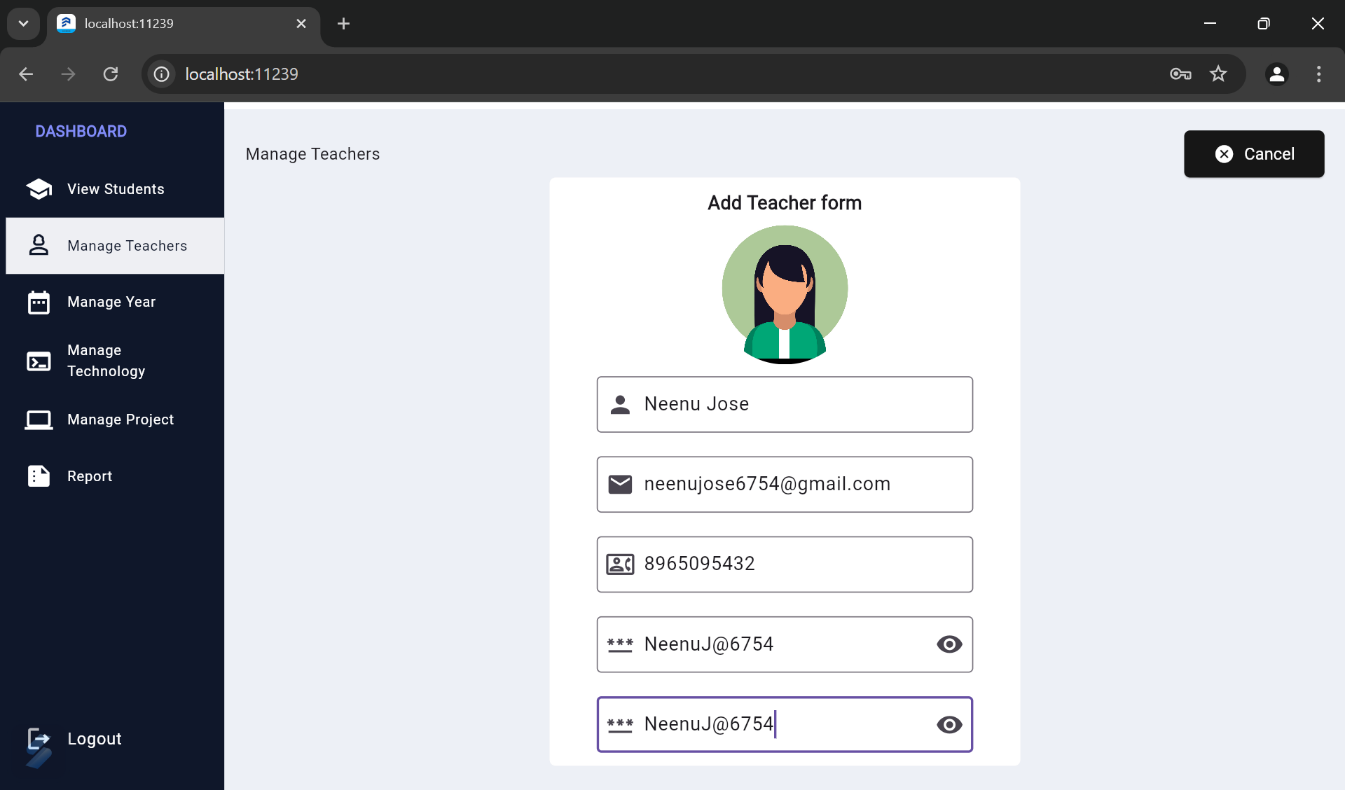 localhost:11239
localhost:11239
DASHBOARD
View Students
Manage Teachers
Manage Year
Manage
Technology
Manage Project
Report
Logout
Manage Teachers
Cancel
Add Teacher form
Neenu Jose
neenujose6754@gmail.com
8965095432
NeenuJ@6754
NeenuJ@6754